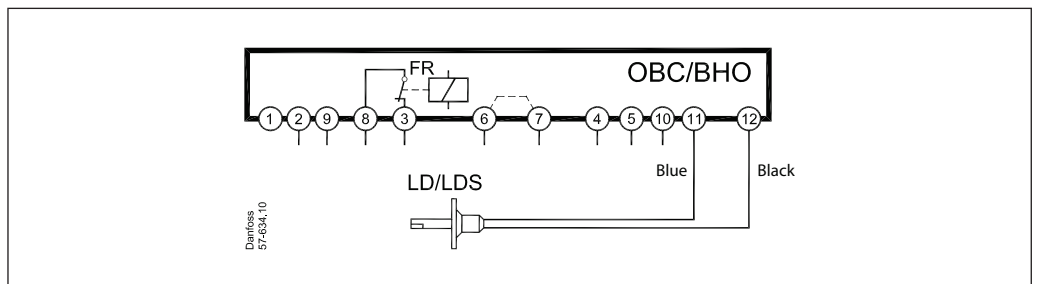 FR
OBC/BHO
1 2 9 8 3 6 7 4 5 10 11 12
Blue
Black
LD/LDS
Danfoss
57-634.10